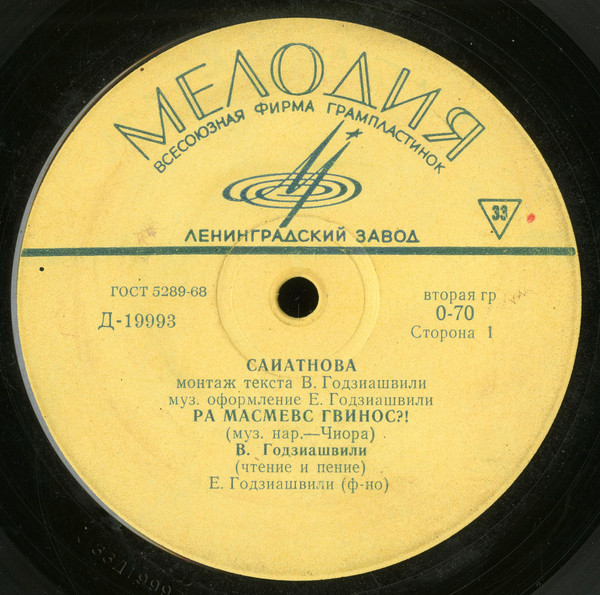 МЕЛОДИЯ
ВСЕСОЮЗНАЯ ФИРМА ГРАМПЛАСТИНОК
33
ЛЕНИНГРАДСКИЙ ЗАВОД
ГОСТ 5289-68
Д-19993
вторая гр
0-70
Сторона 1
САИАТНОВА
монтаж текста В. Годзиашвили
муз. оформление Е. Годзиашвили
РА МАСМЕВС ГВИНОС?!
(муз. нар.—Чиора)
В. Годзиашвили
(чтение и пение)
Е. Годзиашвили (ф-но)